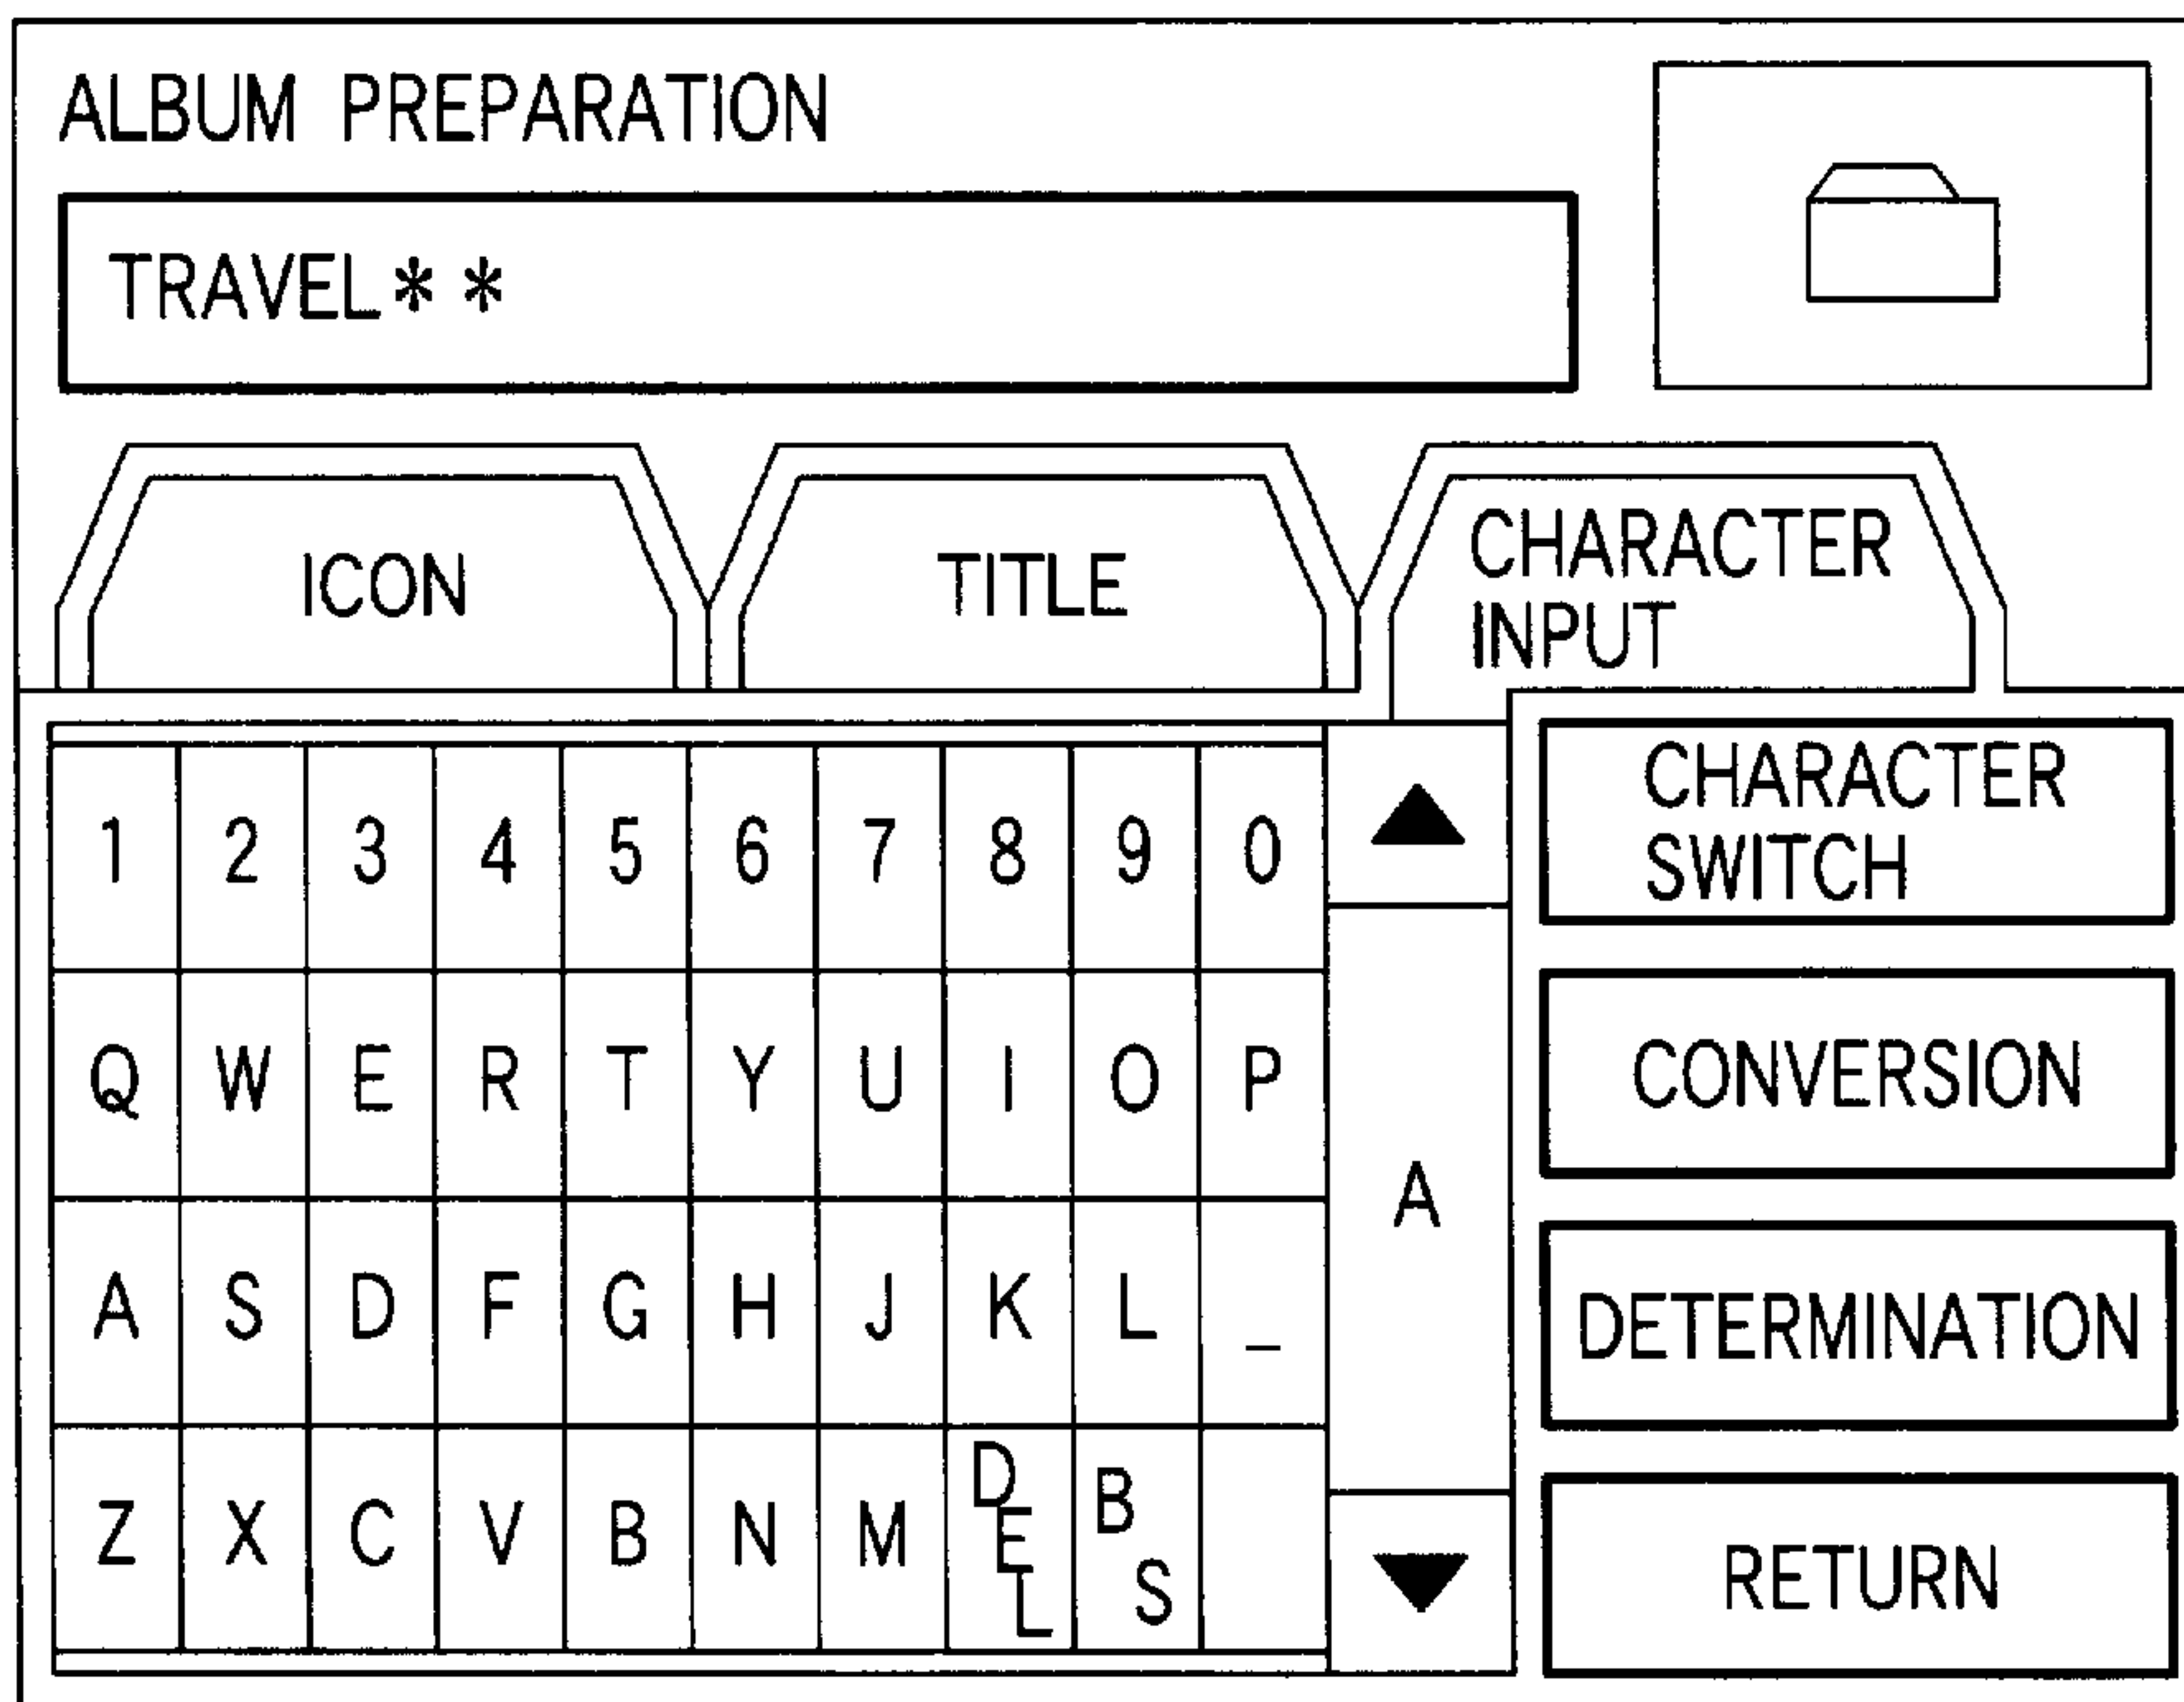 ALBUM PREPARATION
TRAVEL**
ICON
TITLE
CHARACTER
INPUT
1 2 3 4 5 6 7 8 9 0
Q W E R T Y U I O P
A S D F G H J K L _
Z X C V B N M DEL BS
A
CHARACTER
SWITCH
CONVERSION
DETERMINATION
RETURN